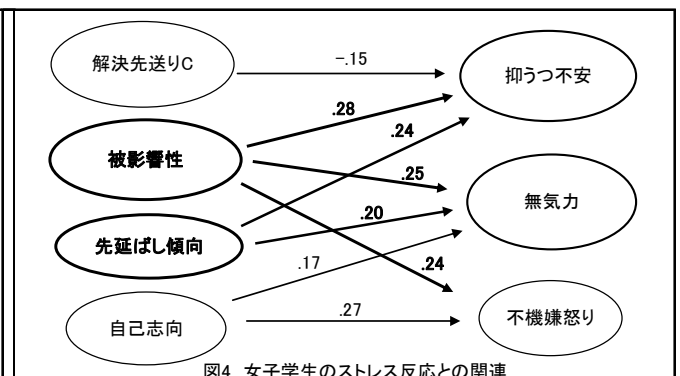 解決先送りC
-.15
抑うつ不安
.28
.24
被影響性
.25
無気力
.20
先延ばし傾向
.17
.24
自己志向
.27
不機嫌怒り
図4 女子学生のストレス反応との関連